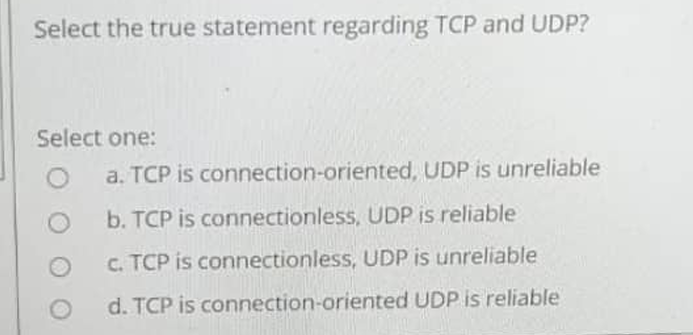 Select the true statement regarding TCP and UDP?
Select one:
a. TCP is connection-oriented, UDP is unreliable
b. TCP is connectionless, UDP is reliable
c. TCP is connectionless, UDP is unreliable
d. TCP is connection-oriented UDP is reliable